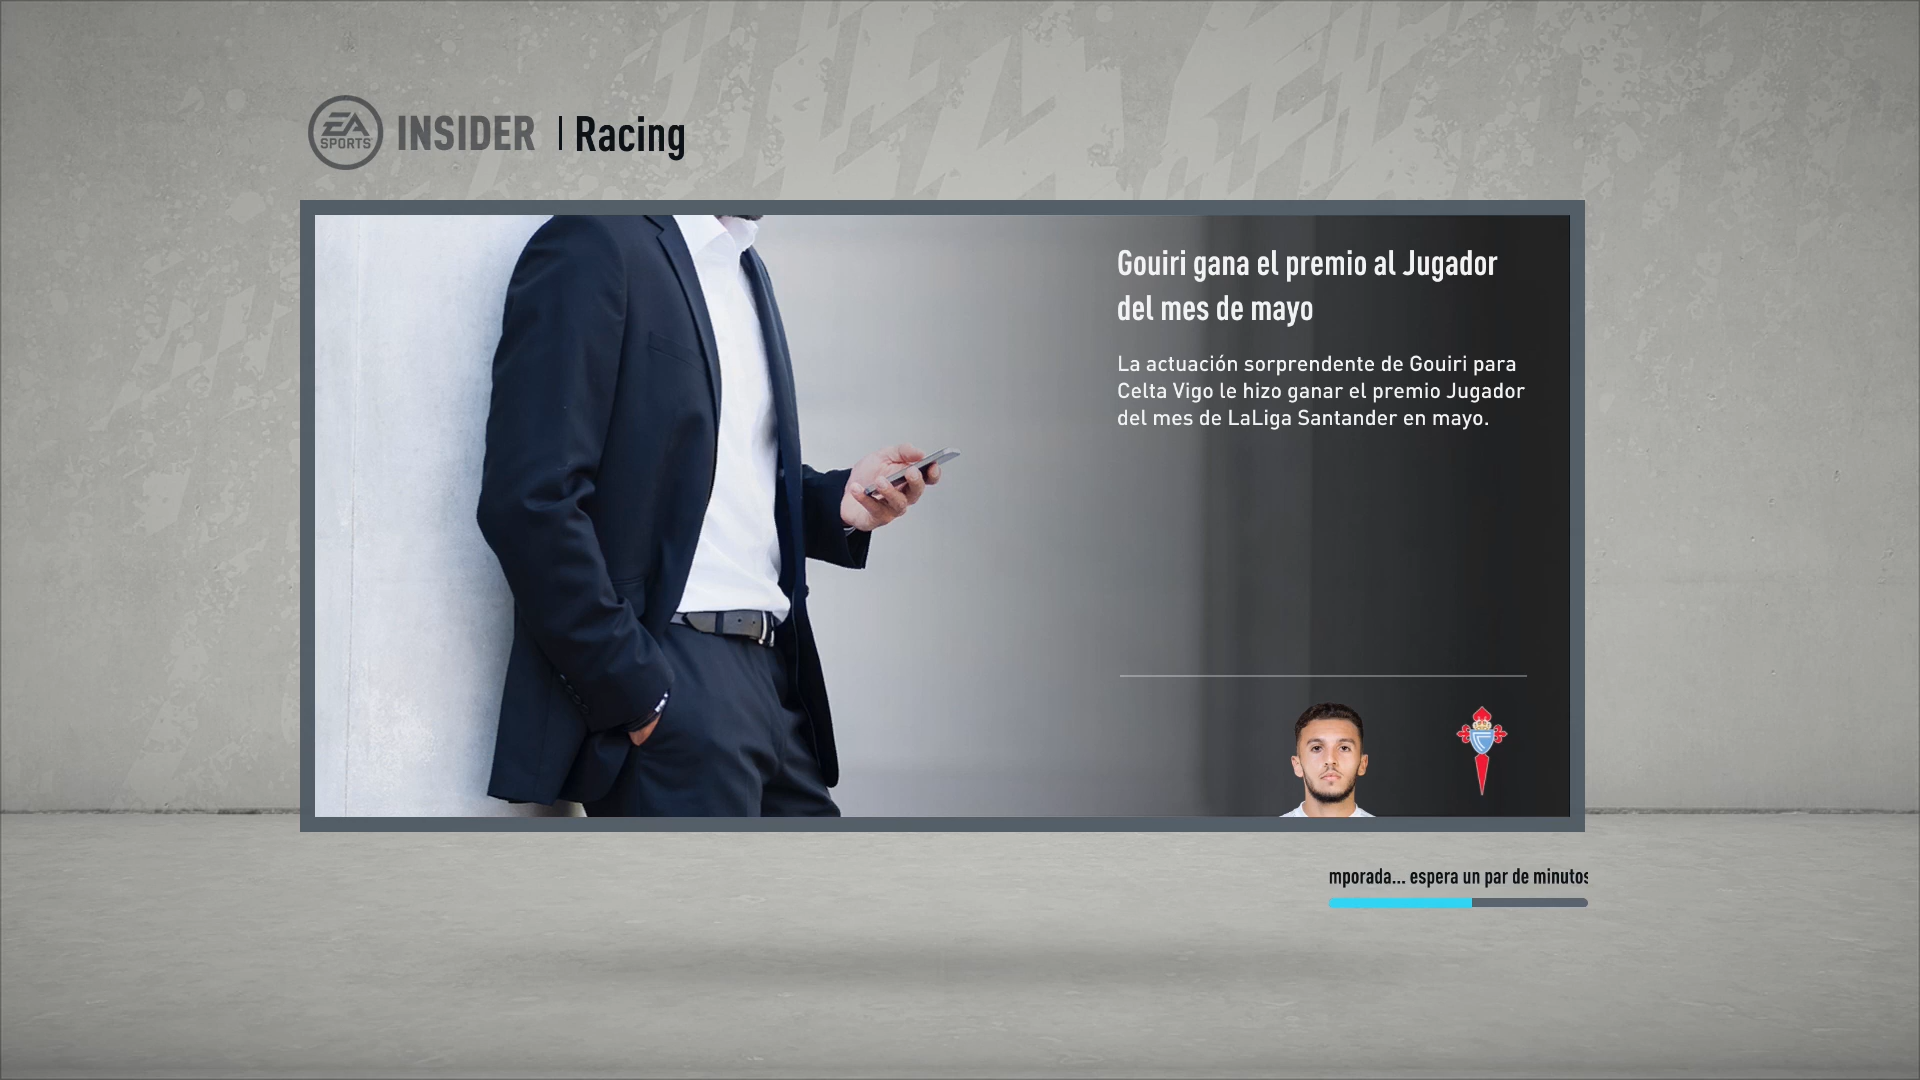 EA SPORTS INSIDER | Racing
Gouiri gana el premio al Jugador
del mes de mayo
La actuación sorprendente de Gouiri para
Celta Vigo le hizo ganar el premio Jugador
del mes de LaLiga Santander en mayo.
mporada... espera un par de minutos